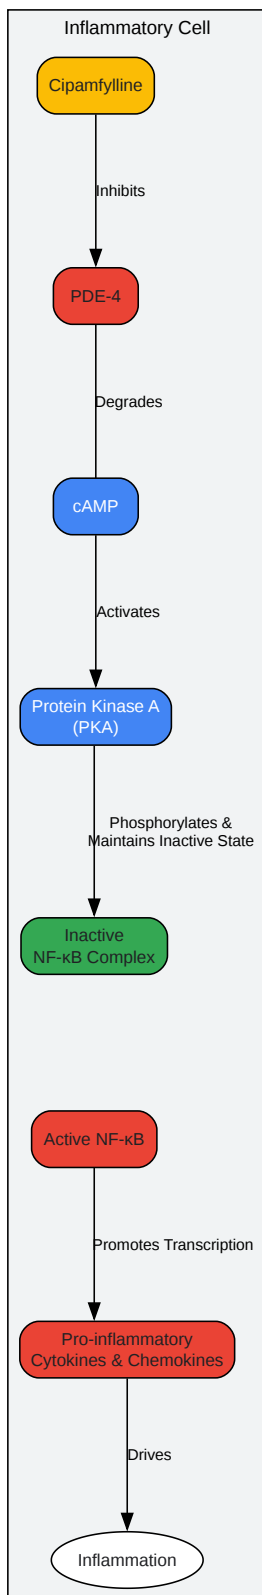 Inflammatory Cell
Cipamfylline
Inhibits
PDE-4
Degrades
cAMP
Activates
Protein Kinase A
(PKA)
Phosphorylates &
Maintains Inactive State
Inactive
NF-κB Complex
Active NF-κB
Promotes Transcription
Pro-inflammatory
Cytokines & Chemokines
Drives
Inflammation